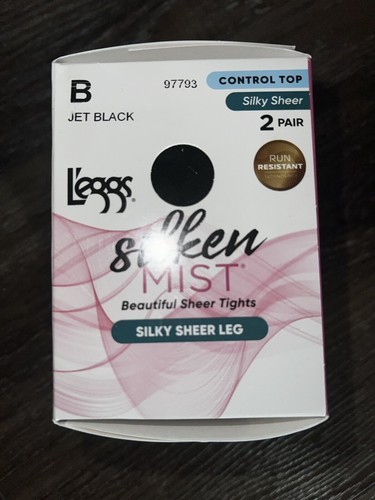 B
97793
CONTROL TOP
JET BLACK
Silky Sheer
2 PAIR
RUN
RESISTANT
L'eggs®
silken
MIST®
Beautiful Sheer Tights
SILKY SHEER LEG